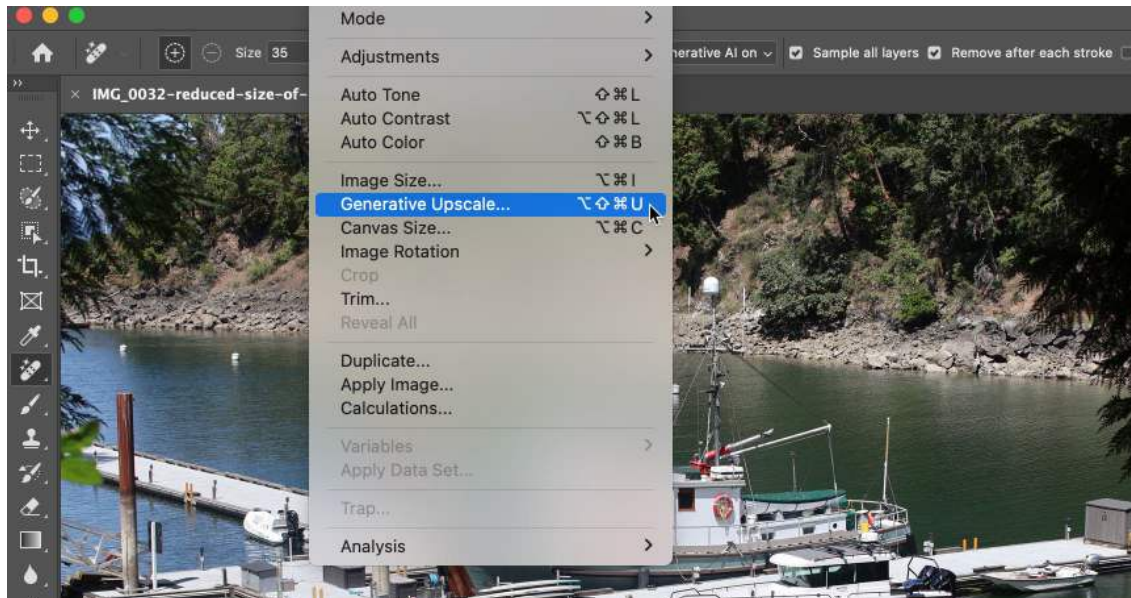 Mode
Size 35
Adjustments
nerative AI on
Sample all layers
Remove after each stroke
IMG_0032-reduced-size-of-
Auto Tone ⇧⌘L
Auto Contrast ⌥⇧⌘L
Auto Color ⇧⌘B
Image Size... ⌥⌘I
Generative Upscale... ⌥⇧⌘U
Canvas Size... ⌥⌘C
Image Rotation
Crop
Trim...
Reveal All
Duplicate...
Apply Image...
Calculations...
Variables
Apply Data Set...
Trap...
Analysis